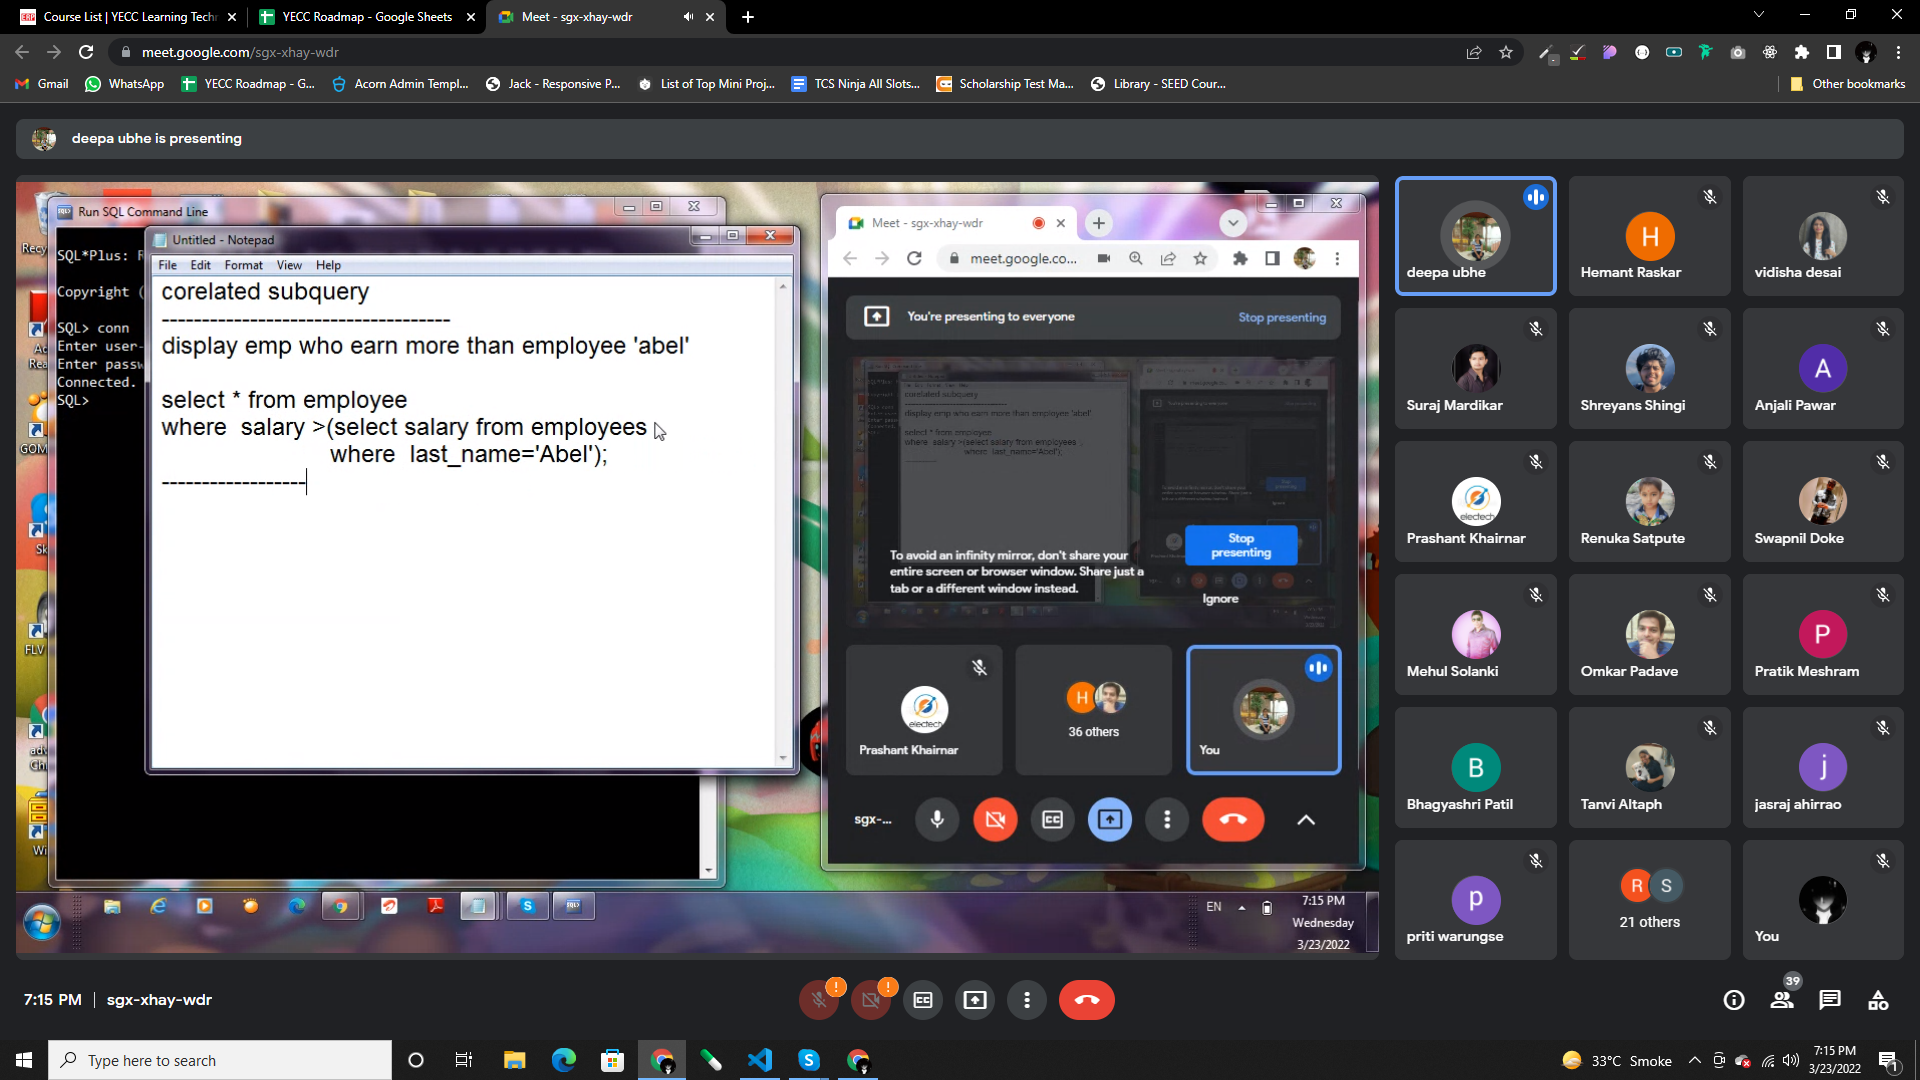 Course List | YECC Learning Techn
YECC Roadmap - Google Sheets
Meet - sgx-xhay-wdr
meet.google.com/sgx-xhay-wdr
Gmail
WhatsApp
YECC Roadmap - G...
Acorn Admin Templ...
Jack - Responsive P...
List of Top Mini Proj...
TCS Ninja All Slots...
Scholarship Test Ma...
Library - SEED Cour...
Other bookmarks
deepa ubhe is presenting
Run SQL Command Line
SQL*Plus: R
Copyright (
SQL> conn
Enter user-
Enter passw
Connected.
SQL>
Untitled - Notepad
File Edit Format View Help
corelated subquery
------------------------------------
display emp who earn more than employee 'abel'
select * from employee
where salary >(select salary from employees
where last_name='Abel');
------------------
Meet - sgx-xhay-wdr
meet.google.co...
You're presenting to everyone
Stop presenting
To avoid an infinity mirror, don't share your
entire screen or browser window. Share just a
tab or a different window instead.
Stop
presenting
Ignore
Prashant Khairnar
H
36 others
You
sgx-...
EN
7:15 PM
Wednesday
3/23/2022
deepa ubhe
H
Hemant Raskar
vidisha desai
Suraj Mardikar
Shreyans Shingi
A
Anjali Pawar
electech
Prashant Khairnar
Renuka Satpute
Swapnil Doke
Mehul Solanki
Omkar Padave
P
Pratik Meshram
B
Bhagyashri Patil
Tanvi Altaph
j
jasraj ahirrao
p
priti warungse
R S
21 others
You
7:15 PM | sgx-xhay-wdr
39
Type here to search
33°C Smoke
7:15 PM
3/23/2022
1